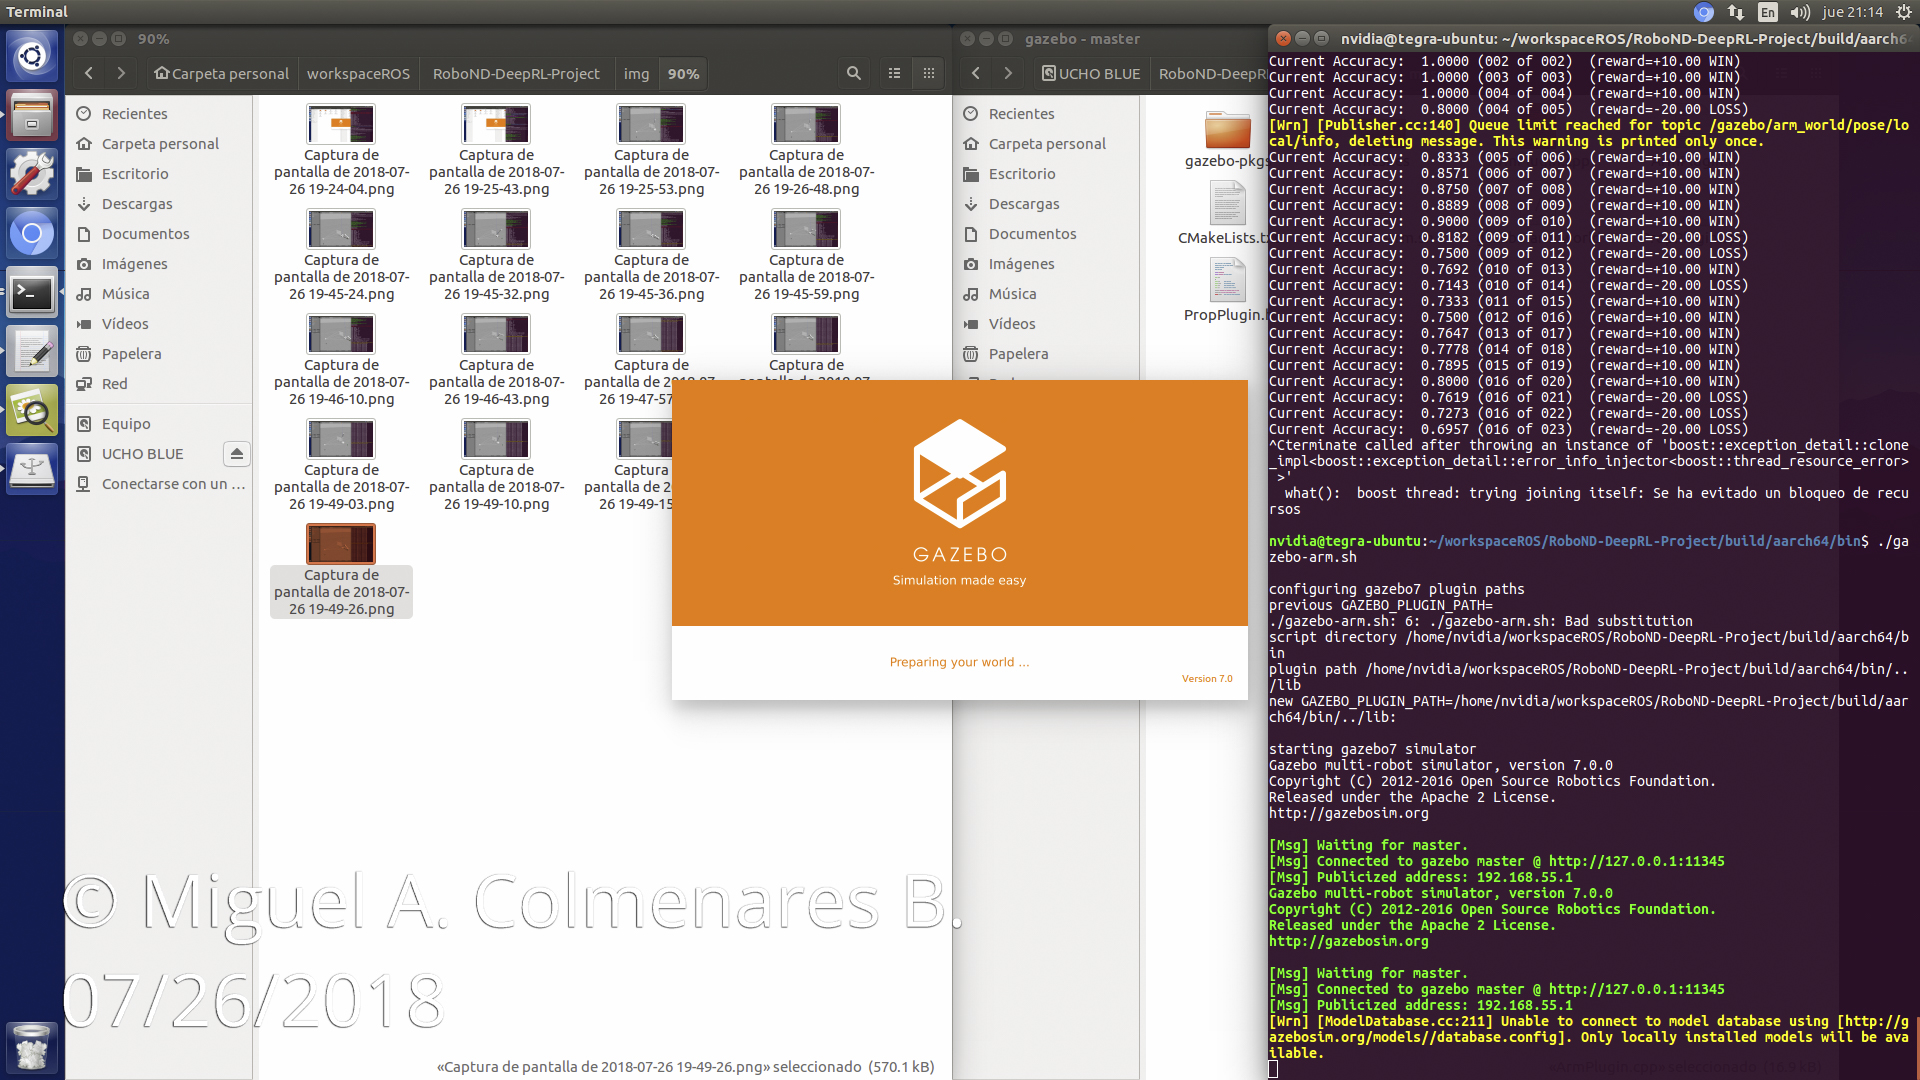 Terminal
En
jue 21:14
90%
Carpeta personal
workspaceROS
RoboND-DeepRL-Project
img
90%
Recientes
Carpeta personal
Escritorio
Descargas
Documentos
Imágenes
Música
Vídeos
Papelera
Red
Equipo
UCHO BLUE
Conectarse con un ...
Captura de pantalla de 2018-07-26 19-24-04.png
Captura de pantalla de 2018-07-26 19-25-43.png
Captura de pantalla de 2018-07-26 19-25-53.png
Captura de pantalla de 2018-07-26 19-26-48.png
Captura de pantalla de 2018-07-26 19-45-24.png
Captura de pantalla de 2018-07-26 19-45-32.png
Captura de pantalla de 2018-07-26 19-45-36.png
Captura de pantalla de 2018-07-26 19-45-59.png
Captura de pantalla de 2018-07-26 19-46-10.png
Captura de pantalla de 2018-07-26 19-46-43.png
Captura de
19-47-57
Captura de
Captura de pantalla de 2018-07-26 19-49-03.png
Captura de pantalla de 2018-07-26 19-49-10.png
26 19-49-15
Captura de pantalla de 2018-07-26 19-49-26.png
«Captura de pantalla de 2018-07-26 19-49-26.png» seleccionado (570.1 kB)
gazebo - master
UCHO BLUE
RoboND-DeepRL
Recientes
Carpeta personal
Escritorio
Descargas
Documentos
Imágenes
Música
Vídeos
Papelera
gazebo-pkgs
CMakeLists.t
PropPlugin.
GAZEBO
Simulation made easy
Preparing your world ...
Version 7.0
nvidia@tegra-ubuntu: ~/workspaceROS/RoboND-DeepRL-Project/build/aarch6
Current Accuracy:  1.0000 (002 of 002)  (reward=+10.00 WIN)
Current Accuracy:  1.0000 (003 of 003)  (reward=+10.00 WIN)
Current Accuracy:  1.0000 (004 of 004)  (reward=+10.00 WIN)
Current Accuracy:  0.8000 (004 of 005)  (reward=-20.00 LOSS)
[Wrn] [Publisher.cc:140] Queue limit reached for topic /gazebo/arm_world/pose/lo
cal/info, deleting message. This warning is printed only once.
Current Accuracy:  0.8333 (005 of 006)  (reward=+10.00 WIN)
Current Accuracy:  0.8571 (006 of 007)  (reward=+10.00 WIN)
Current Accuracy:  0.8750 (007 of 008)  (reward=+10.00 WIN)
Current Accuracy:  0.8889 (008 of 009)  (reward=+10.00 WIN)
Current Accuracy:  0.9000 (009 of 010)  (reward=+10.00 WIN)
Current Accuracy:  0.8182 (009 of 011)  (reward=-20.00 LOSS)
Current Accuracy:  0.7500 (009 of 012)  (reward=-20.00 LOSS)
Current Accuracy:  0.7692 (010 of 013)  (reward=+10.00 WIN)
Current Accuracy:  0.7143 (010 of 014)  (reward=-20.00 LOSS)
Current Accuracy:  0.7333 (011 of 015)  (reward=+10.00 WIN)
Current Accuracy:  0.7500 (012 of 016)  (reward=+10.00 WIN)
Current Accuracy:  0.7647 (013 of 017)  (reward=+10.00 WIN)
Current Accuracy:  0.7778 (014 of 018)  (reward=+10.00 WIN)
Current Accuracy:  0.7895 (015 of 019)  (reward=+10.00 WIN)
Current Accuracy:  0.8000 (016 of 020)  (reward=+10.00 WIN)
Current Accuracy:  0.7619 (016 of 021)  (reward=-20.00 LOSS)
Current Accuracy:  0.7273 (016 of 022)  (reward=-20.00 LOSS)
Current Accuracy:  0.6957 (016 of 023)  (reward=-20.00 LOSS)
^Cterminate called after throwing an instance of 'boost::exception_detail::clone
_impl<boost::exception_detail::error_info_injector<boost::thread_resource_error>
 >'
  what():  boost thread: trying joining itself: Se ha evitado un bloqueo de recu
rsos
nvidia@tegra-ubuntu:~/workspaceROS/RoboND-DeepRL-Project/build/aarch64/bin$ ./ga
zebo-arm.sh
configuring gazebo7 plugin paths
previous GAZEBO_PLUGIN_PATH=
./gazebo-arm.sh: 6: ./gazebo-arm.sh: Bad substitution
script directory /home/nvidia/workspaceROS/RoboND-DeepRL-Project/build/aarch64/b
in
plugin path /home/nvidia/workspaceROS/RoboND-DeepRL-Project/build/aarch64/bin/..
/lib
new GAZEBO_PLUGIN_PATH=/home/nvidia/workspaceROS/RoboND-DeepRL-Project/build/aar
ch64/bin/../lib:
starting gazebo7 simulator
Gazebo multi-robot simulator, version 7.0.0
Copyright (C) 2012-2016 Open Source Robotics Foundation.
Released under the Apache 2 License.
http://gazebosim.org
[Msg] Waiting for master.
[Msg] Connected to gazebo master @ http://127.0.0.1:11345
[Msg] Publicized address: 192.168.55.1
Gazebo multi-robot simulator, version 7.0.0
Copyright (C) 2012-2016 Open Source Robotics Foundation.
Released under the Apache 2 License.
http://gazebosim.org
[Msg] Waiting for master.
[Msg] Connected to gazebo master @ http://127.0.0.1:11345
[Msg] Publicized address: 192.168.55.1
[Wrn] [ModelDatabase.cc:211] Unable to connect to model database using [http://g
azebosim.org/models//database.config]. Only locally installed models will be ava
ilable.
© Miguel A. Colmenares B.
07/26/2018